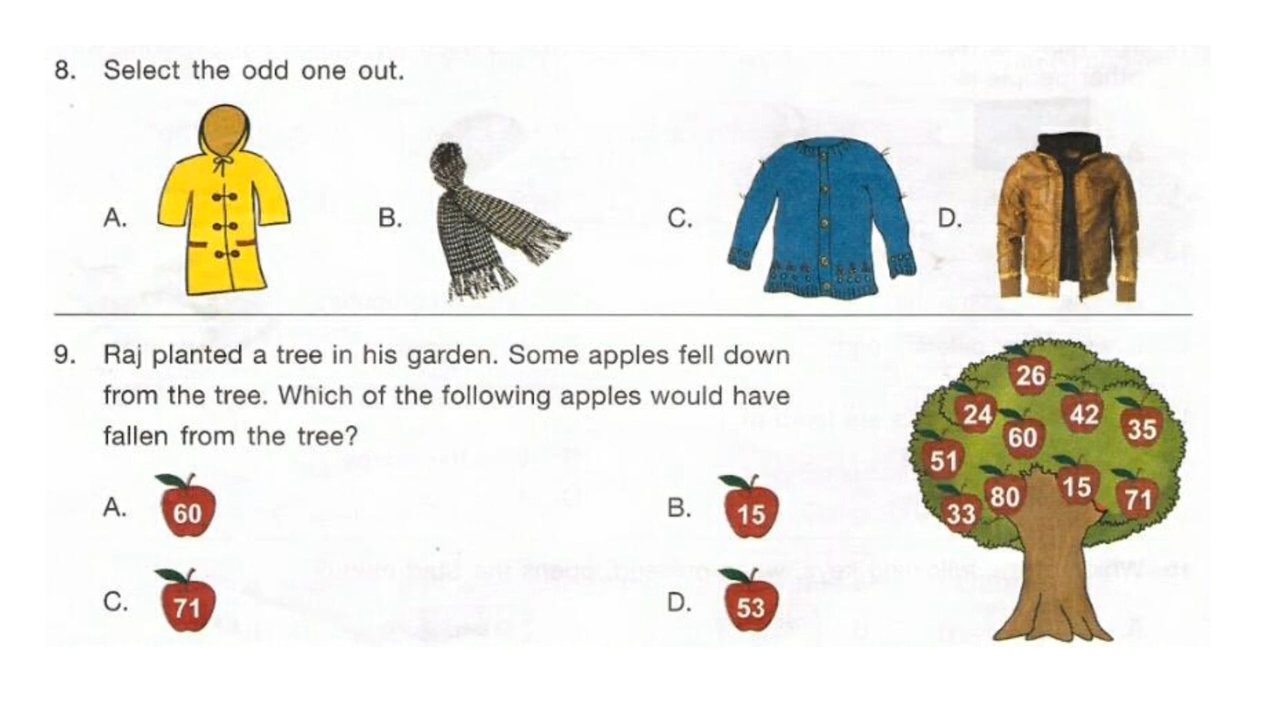 8. Select the odd one out.
A. B. C. D.
9. Raj planted a tree in his garden. Some apples fell down
from the tree. Which of the following apples would have
fallen from the tree?
A. 60 B. 15
C. 71 D. 53
26
24 42
60 35
51
80 15 71
33